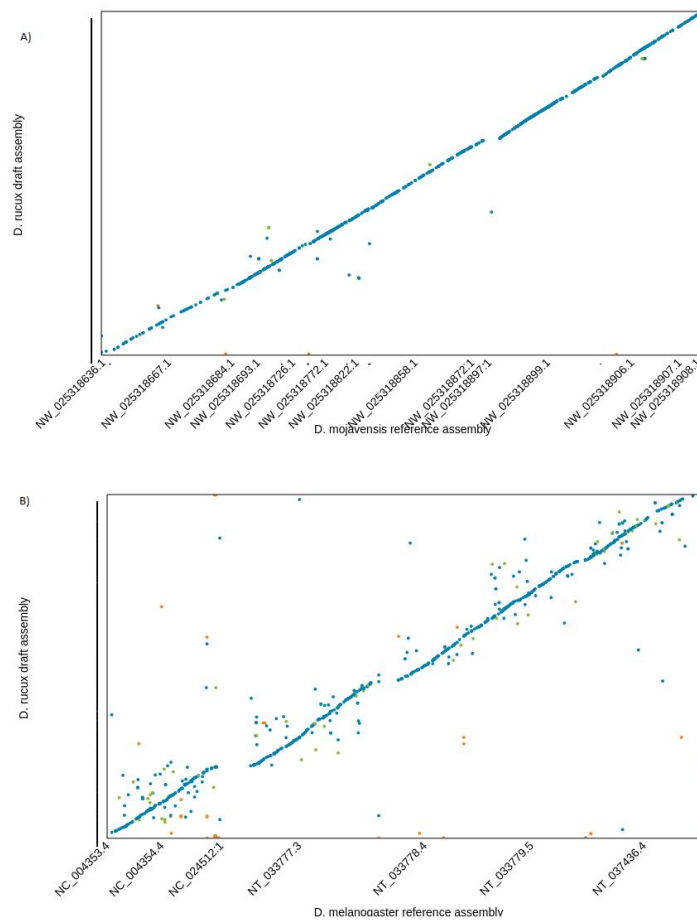 A)
D. rucux draft assembly
NW_025318636.1
NW_025318667.1
NW_025318684.1
NW_025318693.1
NW_025318726.1
NW_025318772.1
NW_025318822.1
NW_025318858.1
NW_025318872.1
NW_025318897.1
NW_025318899.1
NW_025318906.1
NW_025318907.1
NW_025318908.1
D. mojavensis reference assembly
B)
D. rucux draft assembly
NC_004353.4
NC_004354.4
NC_024512.1
NT_033777.3
NT_033778.4
NT_033779.5
NT_037436.4
D. melanogaster reference assembly